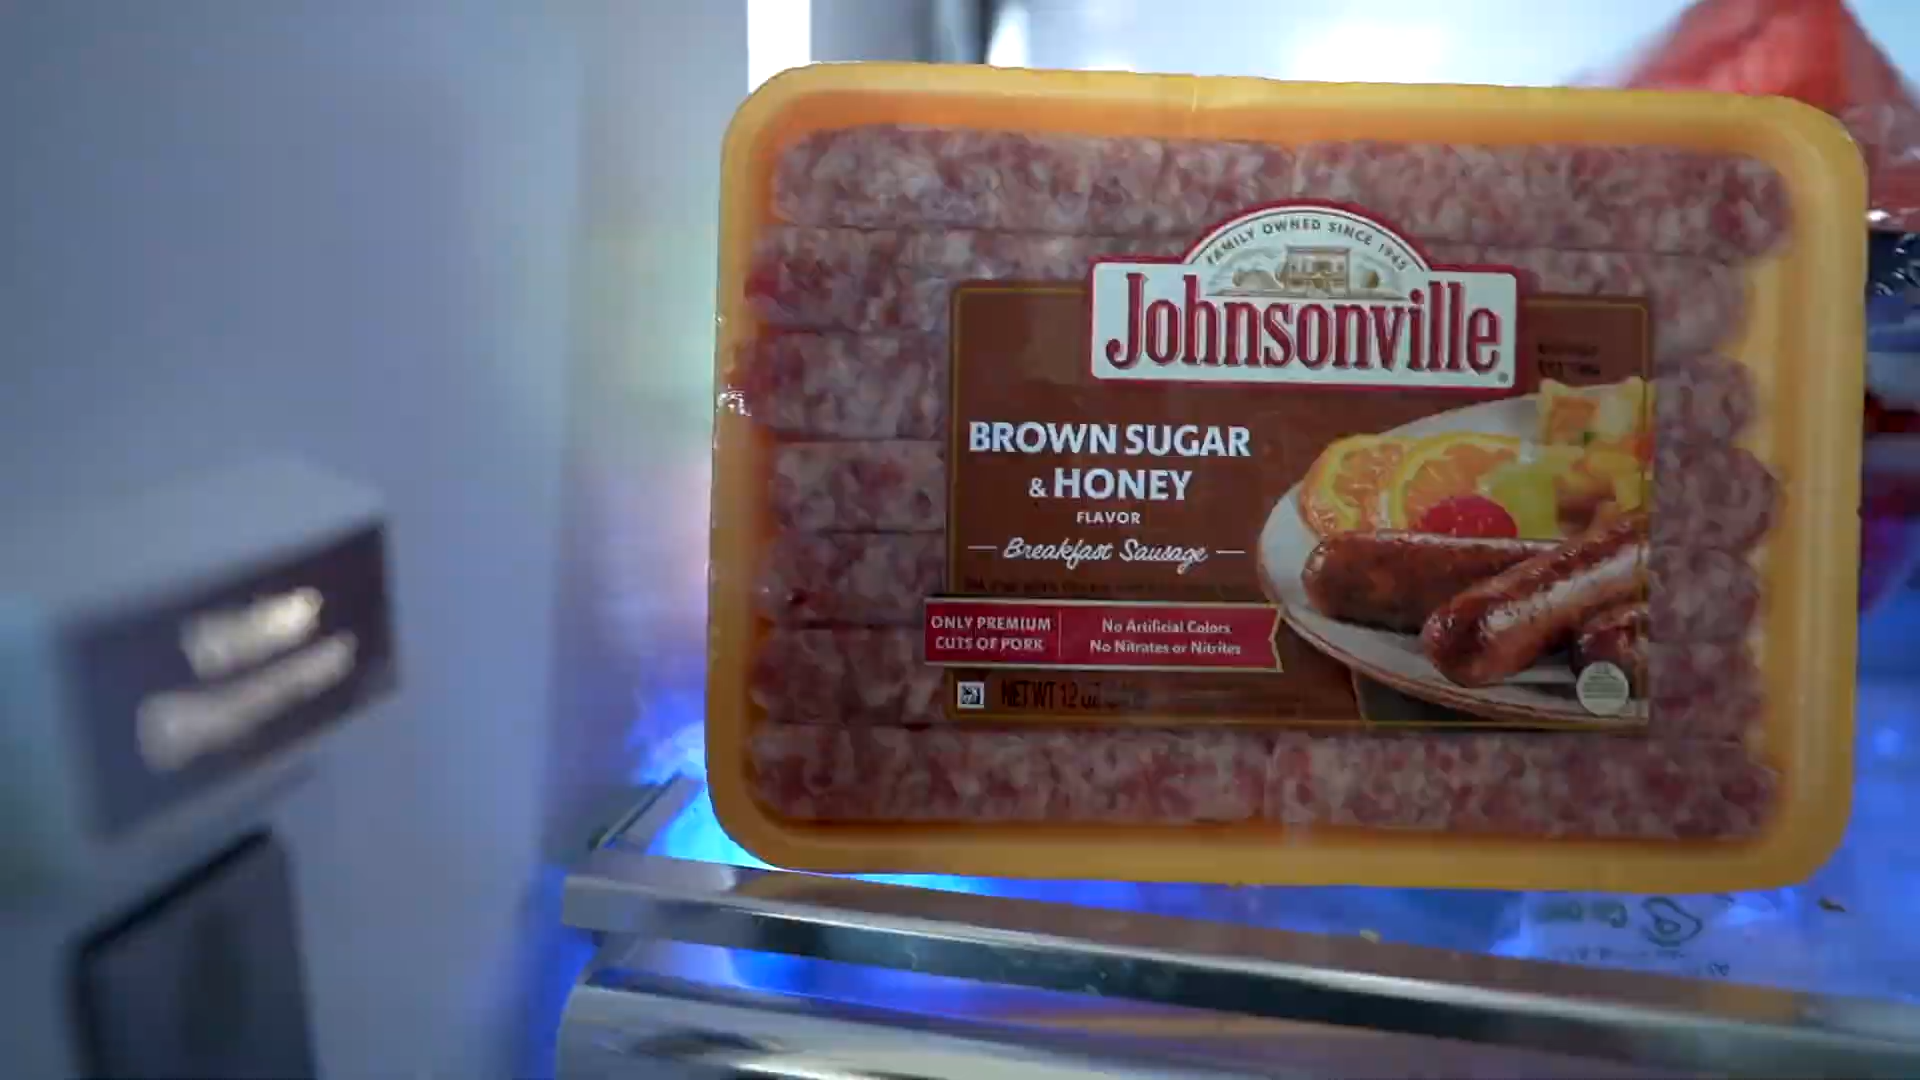 FAMILY OWNED SINCE 1945
Johnsonville
BROWN SUGAR
& HONEY
FLAVOR
Breakfast Sausage
ONLY PREMIUM
CUTS OF PORK
No Artificial Colors
No Nitrates or Nitrites
NET WT 12 OZ